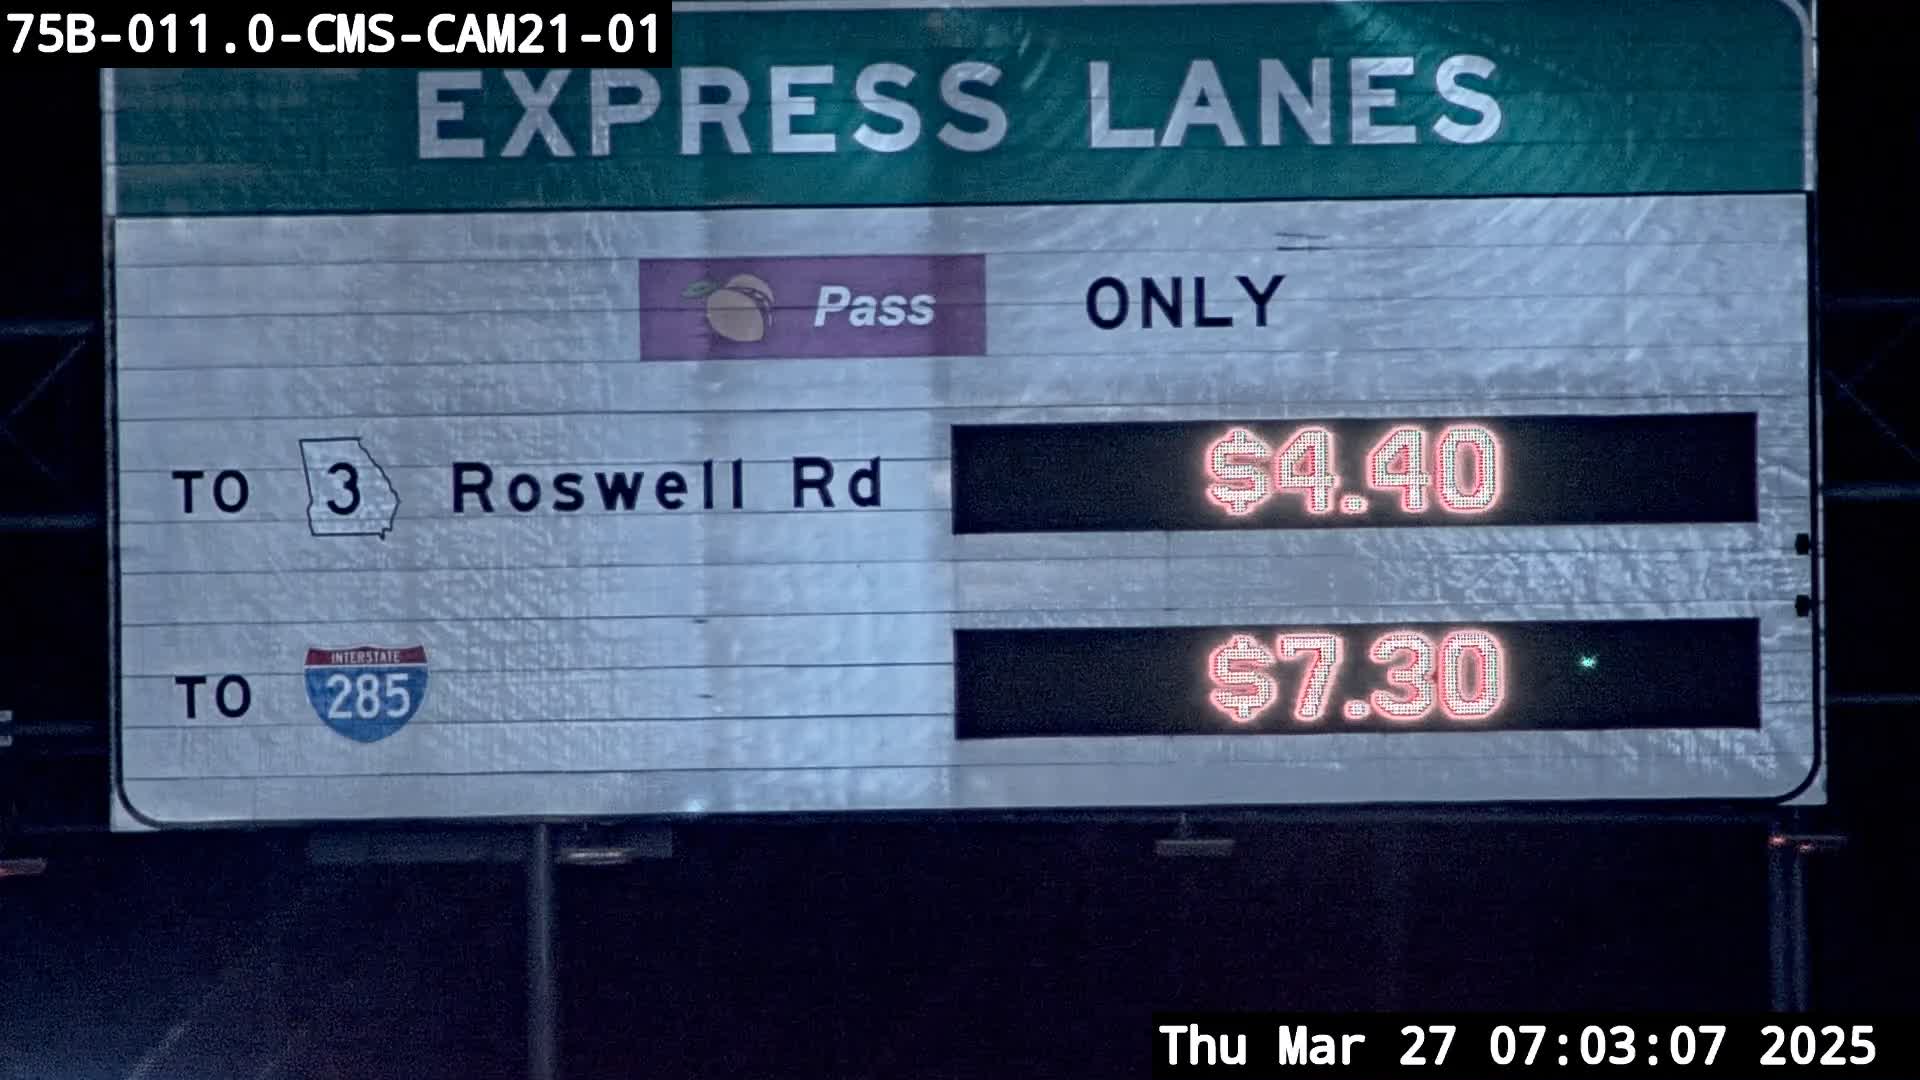 75B-011.0-CMS-CAM21-01
EXPRESS LANES
Pass ONLY
TO 3 Roswell Rd $4.40
TO INTERSTATE 285 $7.30
Thu Mar 27 07:03:07 2025